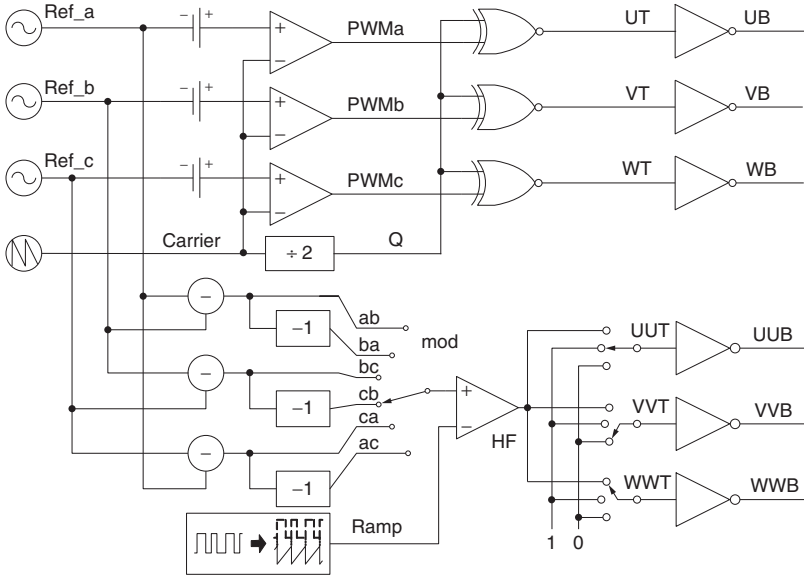 Ref_a
PWMa
UT
UB
Ref_b
PWMb
VT
VB
Ref_c
PWMc
WT
WB
Carrier
÷ 2
Q
−
−1
ab
ba
mod
−
−1
bc
cb
−
−1
ca
ac
HF
UUT
UUB
VVT
VVB
WWT
WWB
Ramp
1 0